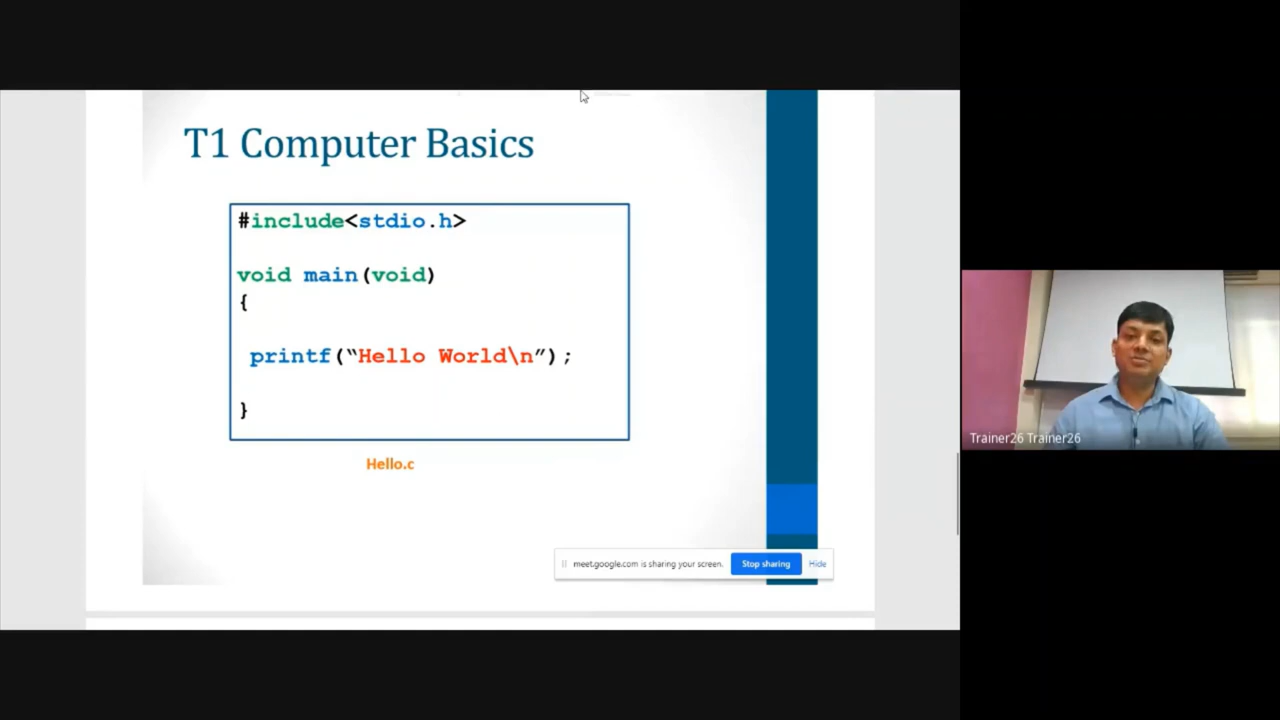 T1 Computer Basics
#include<stdio.h>
void main(void)
{
printf(“Hello World\n”);
}
Hello.c
meet.google.com is sharing your screen.
Stop sharing
Hide
Trainer26 Trainer26